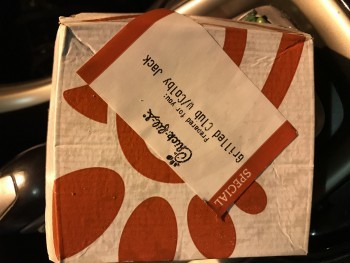 SPECIAL
Chick-fil-A
Prepared for you:
Grilled Club w/Colby Jack